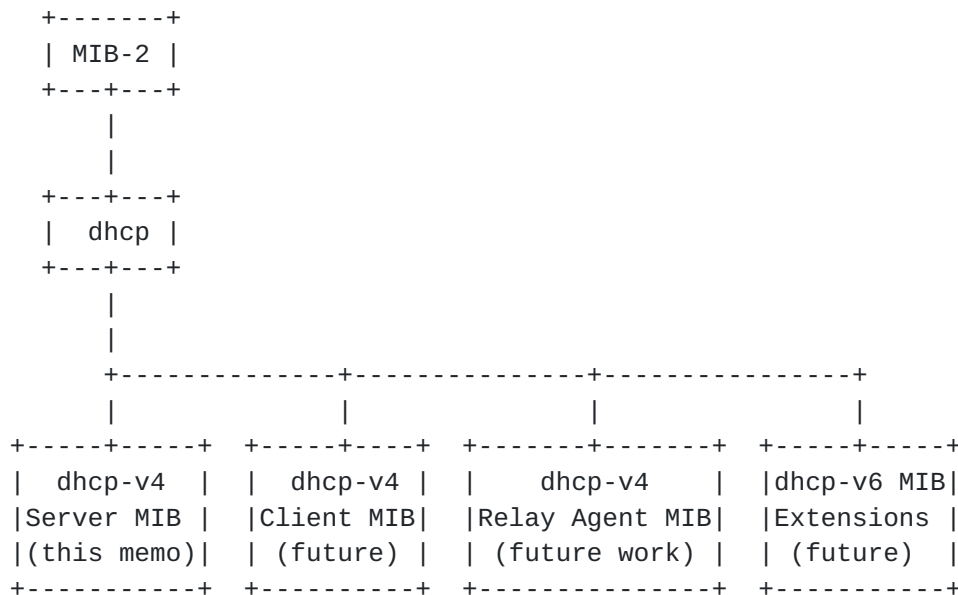 +-------+
| MIB-2 |
+---+---+
|
|
+---+---+
|  dhcp |
+---+---+
|
|
+--------------+---------------+----------------+
|              |               |                |
+-----+-----+  +-----+----+  +-------+-------+  +-----+-----+
|  dhcp-v4  |  |  dhcp-v4 |  |    dhcp-v4    |  |dhcp-v6 MIB|
|Server MIB |  |Client MIB|  |Relay Agent MIB|  |Extensions |
|(this memo)|  | (future) |  | (future work) |  | (future)  |
+-----------+  +----------+  +---------------+  +-----------+